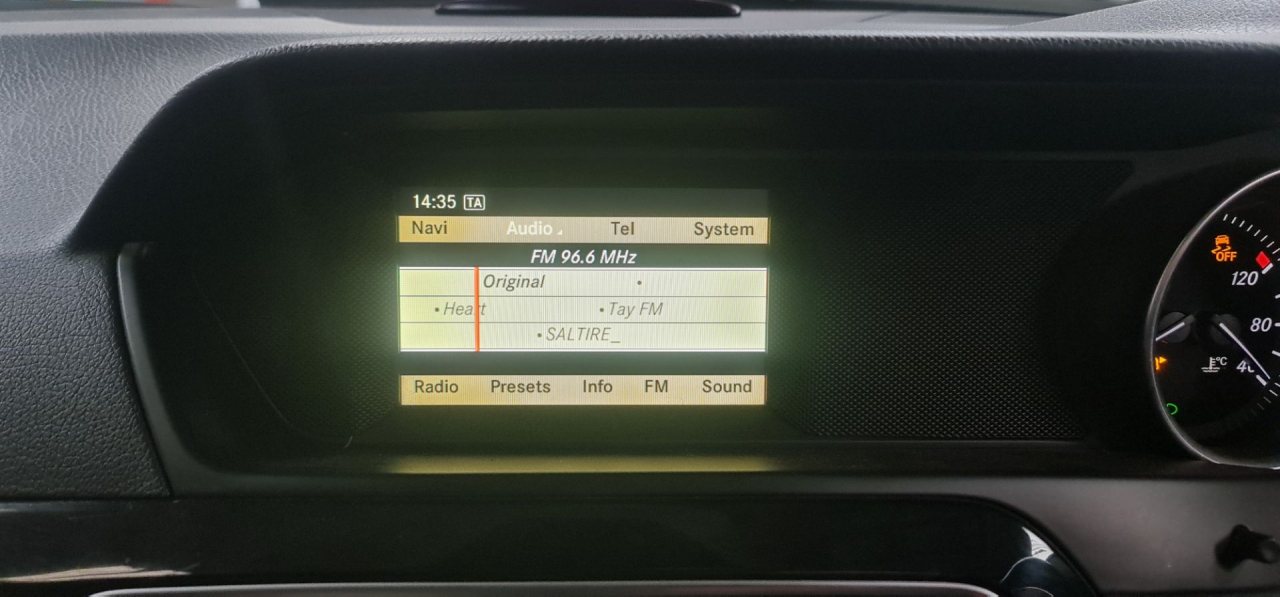 14:35 TA
Navi Audio Tel System
FM 96.6 MHz
Original
•Heart •Tay FM
•SALTIRE_
Radio Presets Info FM Sound
OFF
120
80
°C